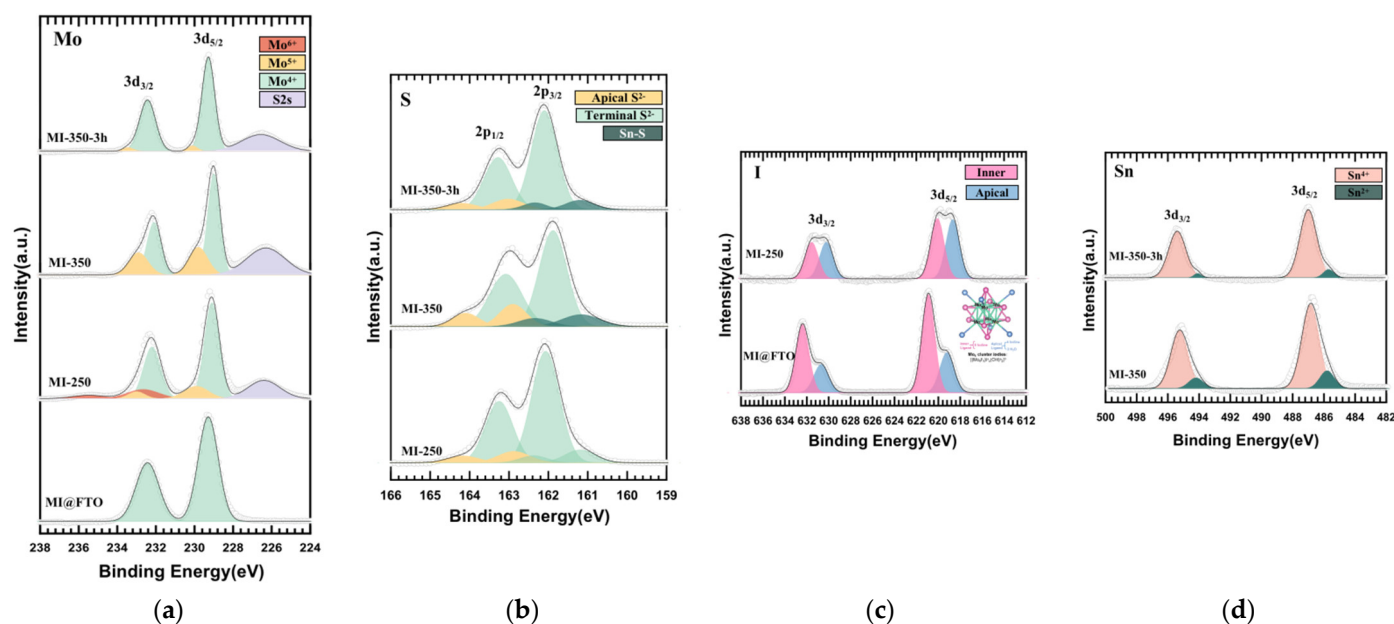 Mo
3d5/2
3d3/2
Mo⁶⁺
Mo⁵⁺
Mo⁴⁺
S2s
MI-350-3h
MI-350
MI-250
MI@FTO
Intensity(a.u.)
238 236 234 232 230 228 226 224
Binding Energy(eV)
(a)
S
2p3/2
2p1/2
Apical S²⁻
Terminal S²⁻
Sn-S
MI-350-3h
MI-350
MI-250
Intensity(a.u.)
166 165 164 163 162 161 160 159
Binding Energy(eV)
(b)
I
Inner
Apical
3d5/2
3d3/2
MI-250
MI@FTO
Intensity(a.u.)
638 636 634 632 630 628 626 624 622 620 618 616 614 612
Binding Energy(eV)
(c)
Sn
Sn⁴⁺
Sn²⁺
3d5/2
3d3/2
MI-350-3h
MI-350
Intensity(a.u.)
500 498 496 494 492 490 488 486 484 482
Binding Energy(eV)
(d)